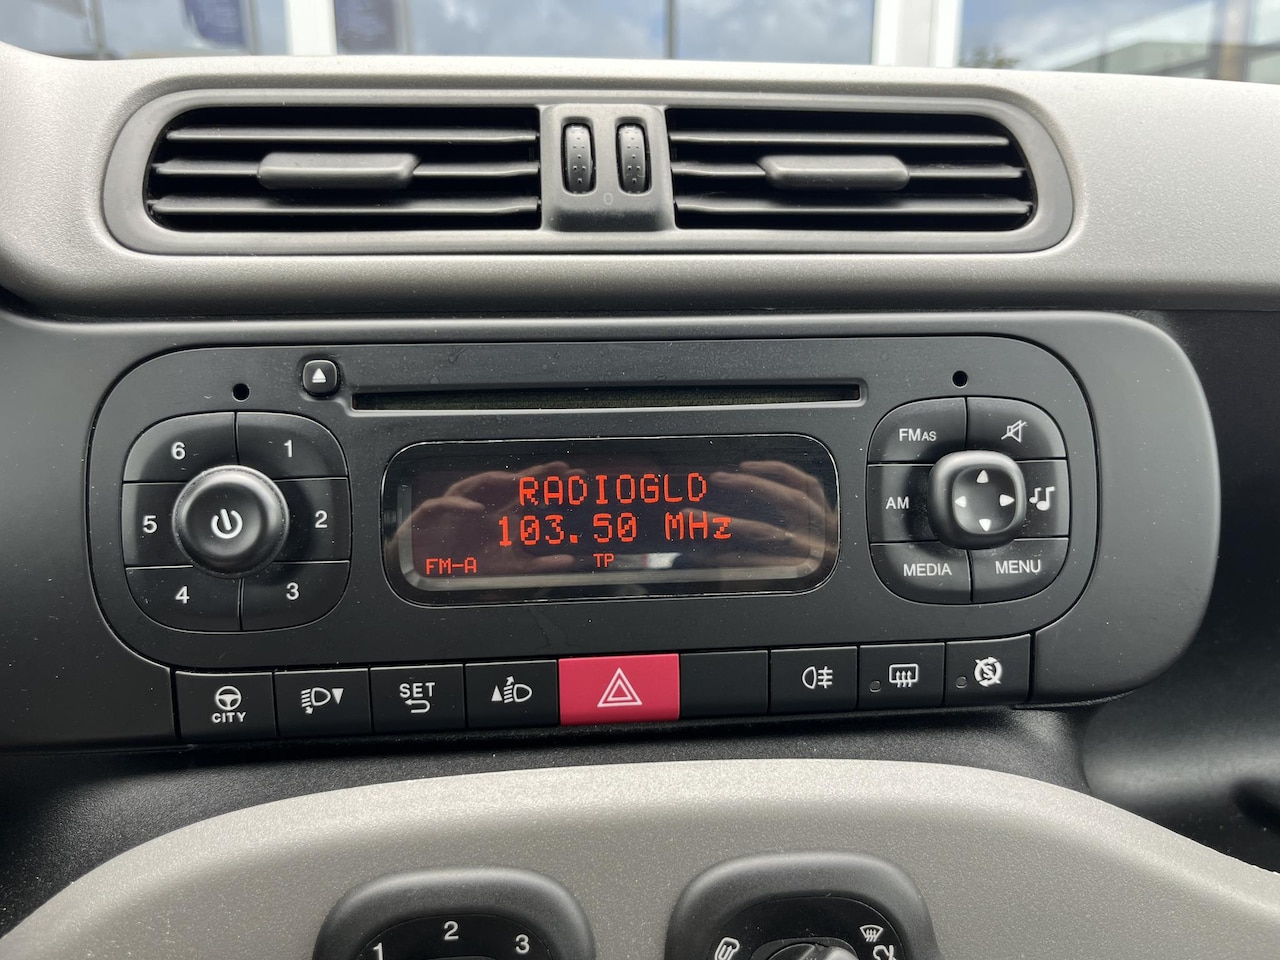 0
6
1
5
2
4
3
RADIOGLD
103.50 MHz
FM-A
TP
FMAS
AM
MEDIA
MENU
CITY
SET
1
2
3